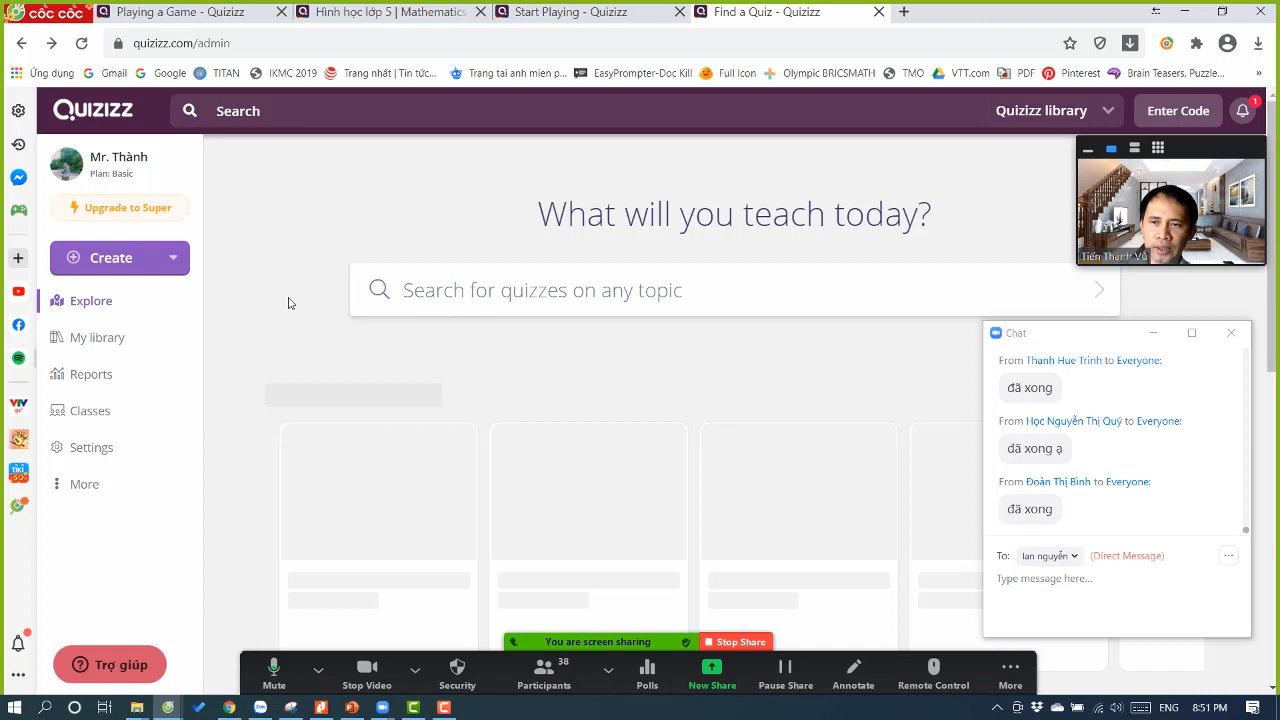 CỐC CỐC
Playing a Game - Quizizz
Hình học lớp 5 | Mathematics
Start Playing - Quizizz
Find a Quiz - Quizizz
quizizz.com/admin
Ứng dụng
Gmail
Google
TITAN
IKMC 2019
Trang nhất | Tin tức...
Trang tai anh mien p...
EasyPrompter-Doc Kill
Full Icon
Olympic BRICSMATH
TMO
VTT.com
PDF
Pinterest
Brein Teasers, Puzzle...
»
QUIZIZZ
Search
Quizizz library
Enter Code
1
Mr. Thành
Plan: Basic
Upgrade to Super
Create
Explore
My library
Reports
Classes
Settings
More
Trợ giúp
What will you teach today?
Search for quizzes on any topic
Tiến Thành Vũ
Chat
From Thanh Hue Trinh to Everyone:
đã xong
From Học Nguyễn Thị Quý to Everyone:
đã xong ạ
From Đoàn Thị Bình to Everyone:
đã xong
To: lan nguyễn (Direct Message)
Type message here...
You are screen sharing
Stop Share
Mute
Stop Video
Security
Participants
38
Polls
New Share
Pause Share
Annotate
Remote Control
More
ENG
8:51 PM